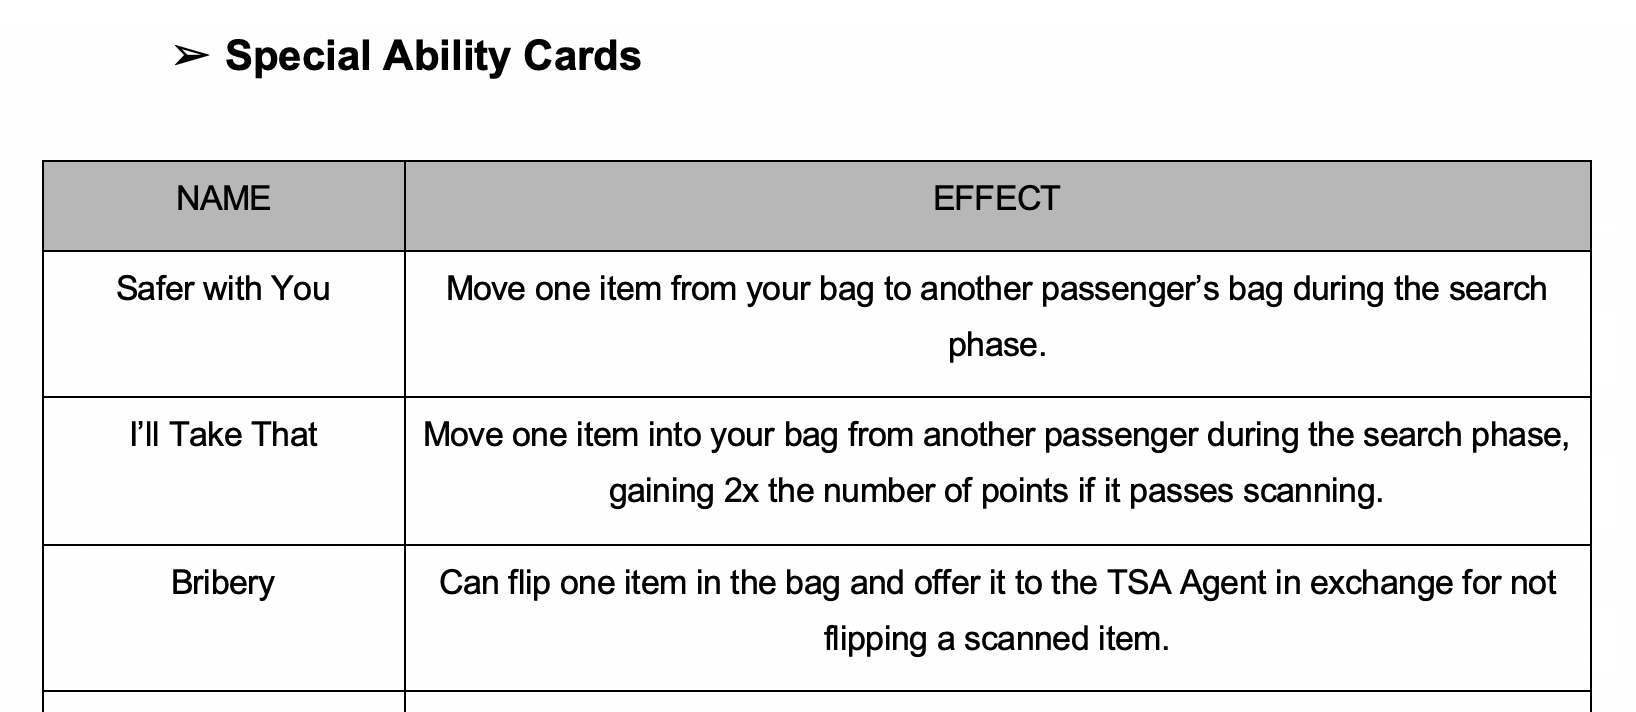 ➢ Special Ability Cards
NAME
EFFECT
Safer with You
Move one item from your bag to another passenger’s bag during the search
phase.
I’ll Take That
Move one item into your bag from another passenger during the search phase,
gaining 2x the number of points if it passes scanning.
Bribery
Can flip one item in the bag and offer it to the TSA Agent in exchange for not
flipping a scanned item.